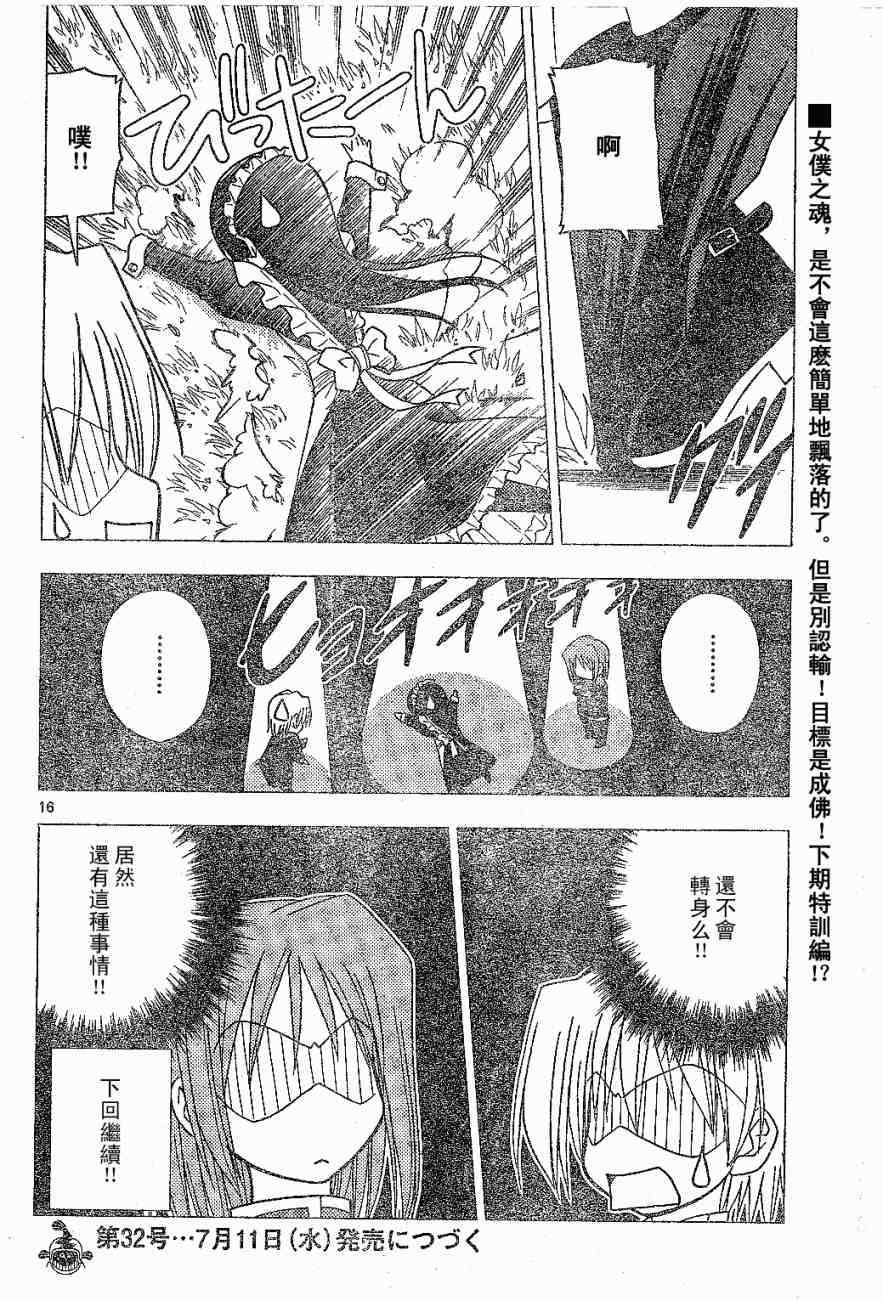 啊
グギッ
噗!!
びったーん
■女僕之魂，是不會這麼簡單地飄落的了。但是別認輸！目標是成佛！下期特訓編!?
………
ヒョオオオオオ
………
16
還不會
轉身么!!
居然
還有這種事情!!
下回繼續!!
第32号…7月11日(水)発売につづく